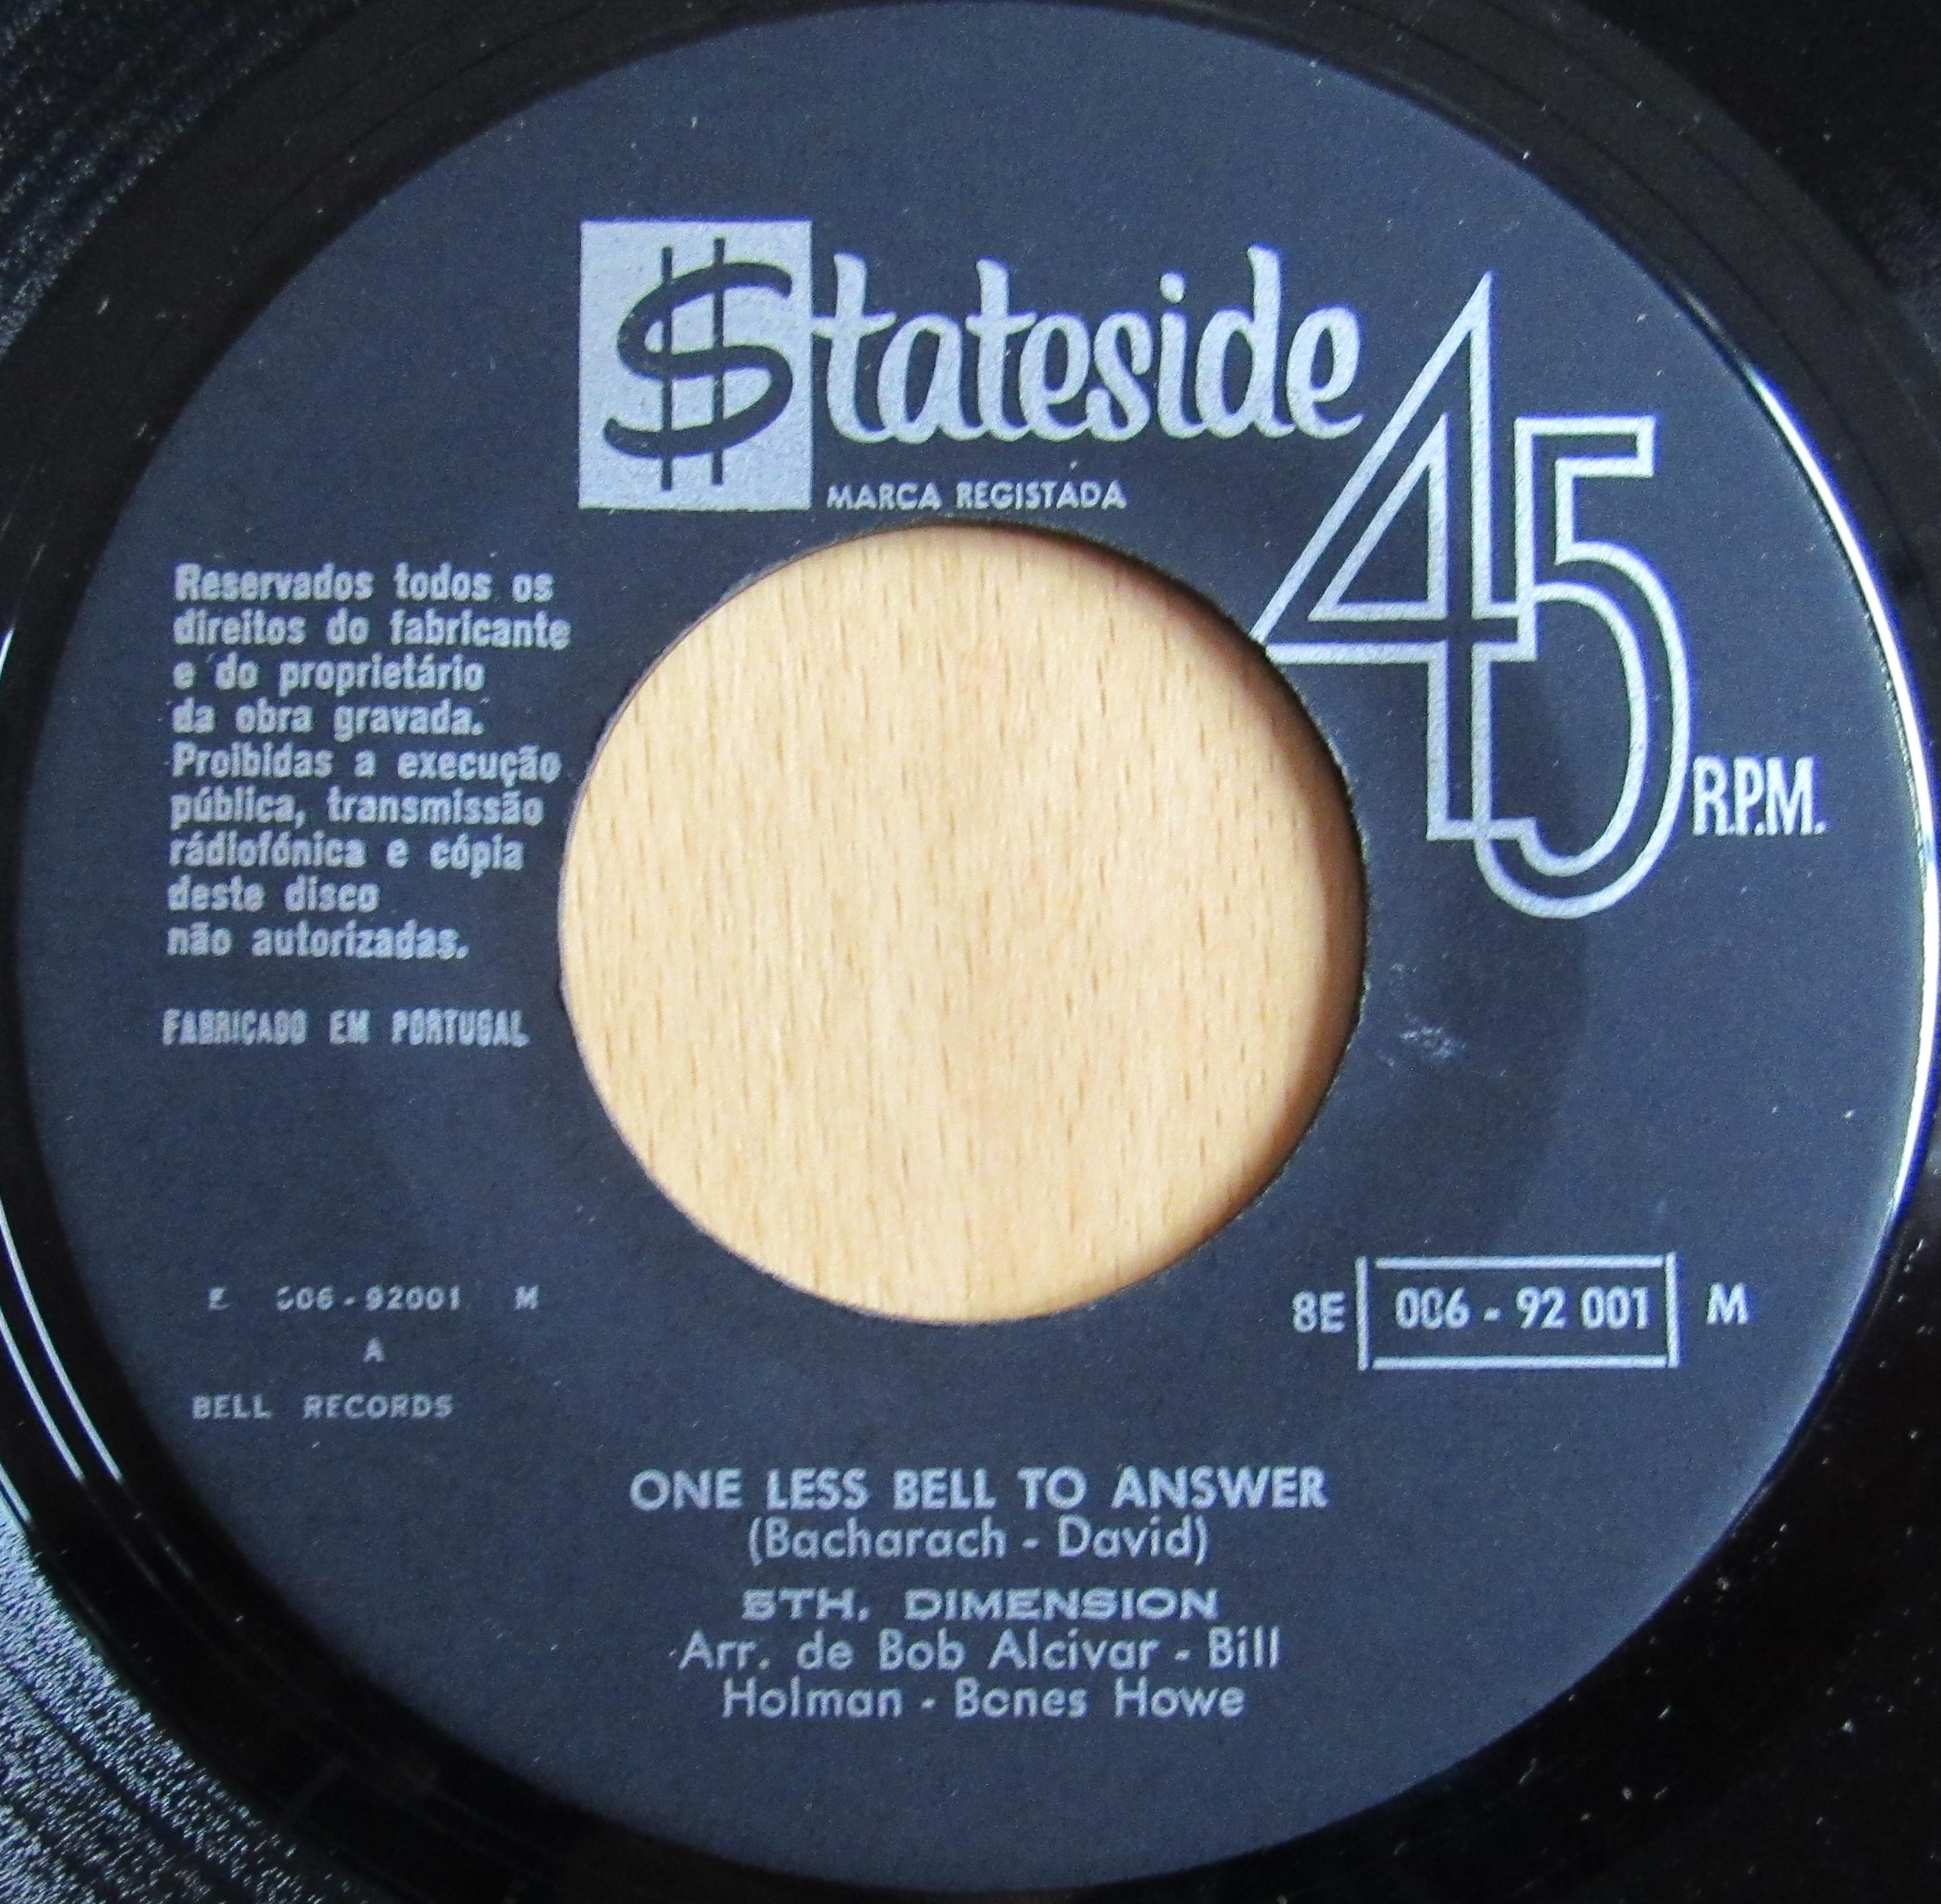 $tateside
MARCA REGISTADA
45
R.P.M.
Reservados todos os
direitos do fabricante
e do proprietário
da obra gravada.
Proibidas a execução
pública, transmissão
rádiofónica e cópia
deste disco
não autorizadas.
FABRICADO EM PORTUGAL
E 006-92001 M
A
BELL RECORDS
8E 006 - 92 001 M
ONE LESS BELL TO ANSWER
(Bacharach - David)
5TH. DIMENSION
Arr. de Bob Alcivar - Bill
Holman - Bones Howe